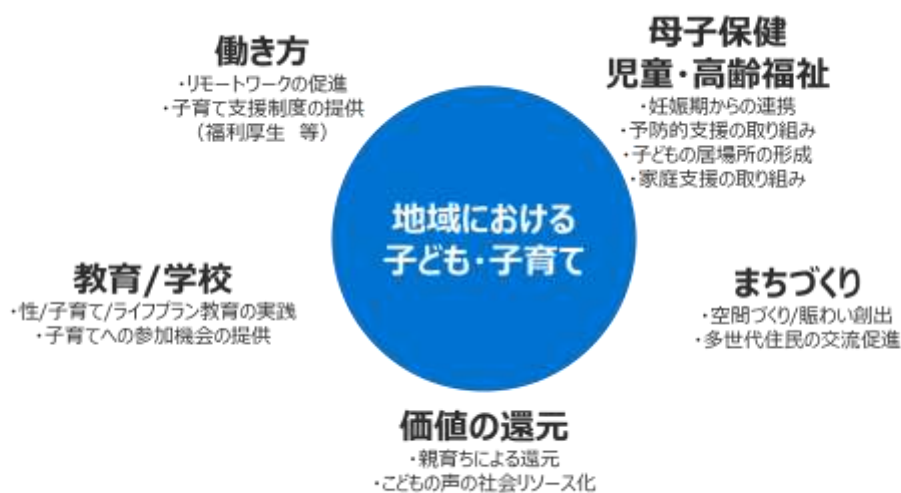 働き方
・リモートワークの促進
・子育て支援制度の提供
（福利厚生　等）
母子保健
児童・高齢福祉
・妊娠期からの連携
・予防的支援の取り組み
・子どもの居場所の形成
・家庭支援の取り組み
地域における
子ども・子育て
教育/学校
・性/子育て/ライフプラン教育の実践
・子育てへの参加機会の提供
まちづくり
・空間づくり/賑わい創出
・多世代住民の交流促進
価値の還元
・親育ちによる還元
・こどもの声の社会リソース化